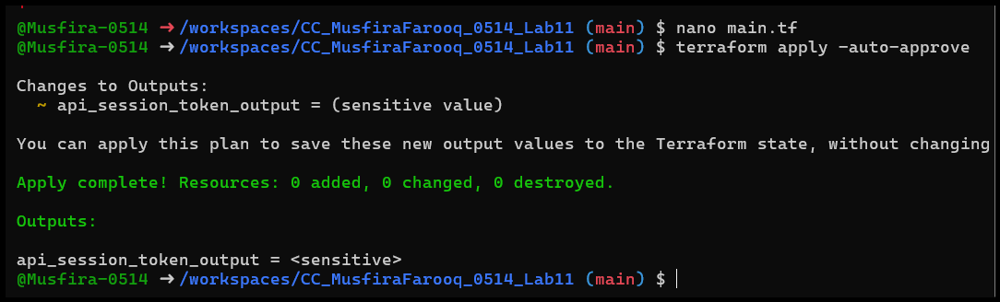 @Musfira-0514 ➜ /workspaces/CC_MusfiraFarooq_0514_Lab11 (main) $ nano main.tf
@Musfira-0514 ➜ /workspaces/CC_MusfiraFarooq_0514_Lab11 (main) $ terraform apply -auto-approve
Changes to Outputs:
~ api_session_token_output = (sensitive value)
You can apply this plan to save these new output values to the Terraform state, without changing
Apply complete! Resources: 0 added, 0 changed, 0 destroyed.
Outputs:
api_session_token_output = <sensitive>
@Musfira-0514 ➜ /workspaces/CC_MusfiraFarooq_0514_Lab11 (main) $